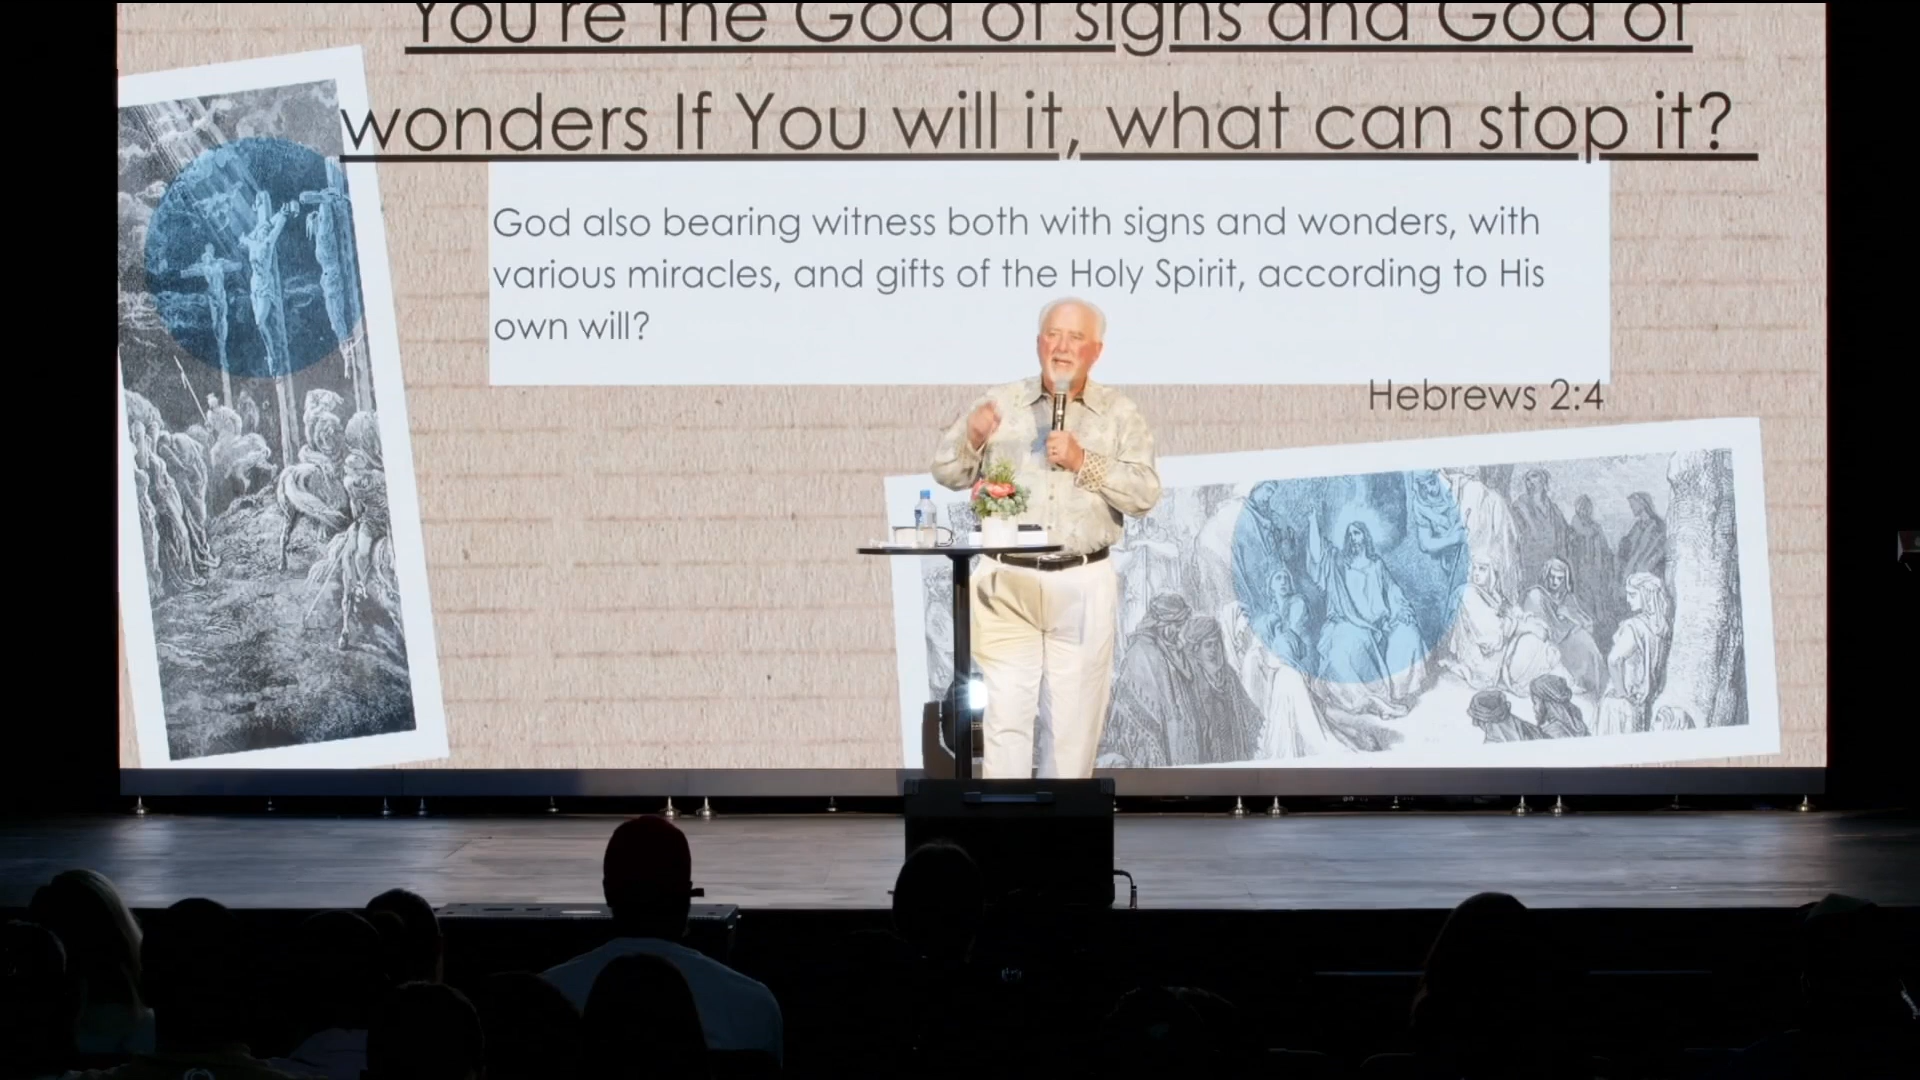 You're the God of signs and God of
wonders If You will it, what can stop it?
God also bearing witness both with signs and wonders, with
various miracles, and gifts of the Holy Spirit, according to His
own will?
Hebrews 2:4